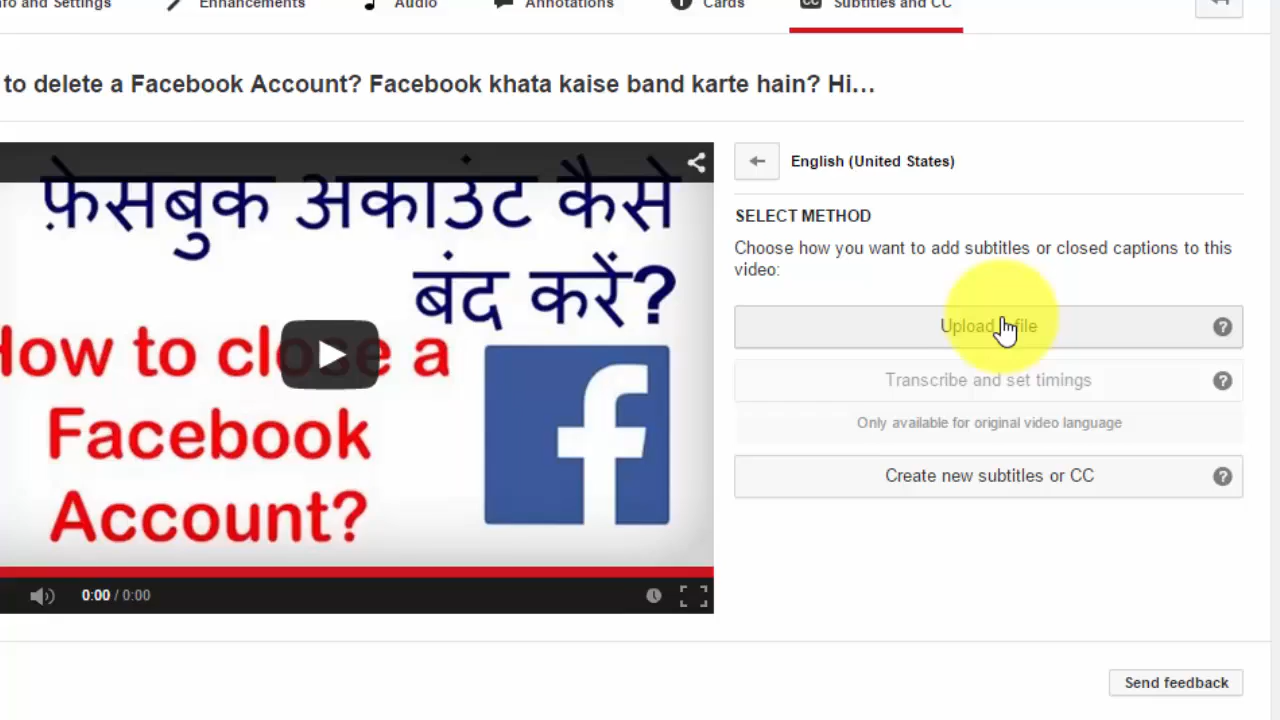 Info and Settings Enhancements Audio Annotations Cards CC Subtitles and CC
to delete a Facebook Account? Facebook khata kaise band karte hain? Hi...
English (United States)
फ़ेसबुक अकाउंट कैसे
बंद करें?
How to close a
Facebook
Account?
f
0:00 / 0:00
SELECT METHOD
Choose how you want to add subtitles or closed captions to this
video:
Upload a file ?
Transcribe and set timings ?
Only available for original video language
Create new subtitles or CC ?
Send feedback